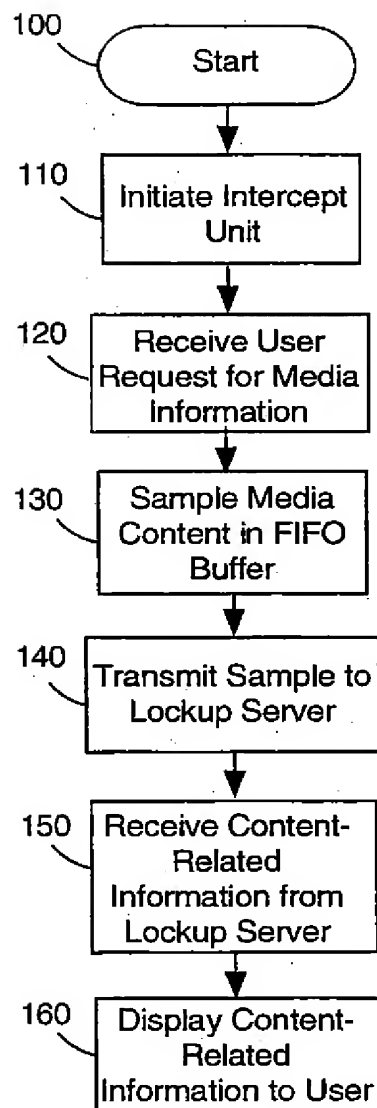 100
Start
110
Initiate Intercept
Unit
120
Receive User
Request for Media
Information
130
Sample Media
Content in FIFO
Buffer
140
Transmit Sample to
Lockup Server
150
Receive Content-
Related
Information from
Lockup Server
160
Display Content-
Related
Information to User